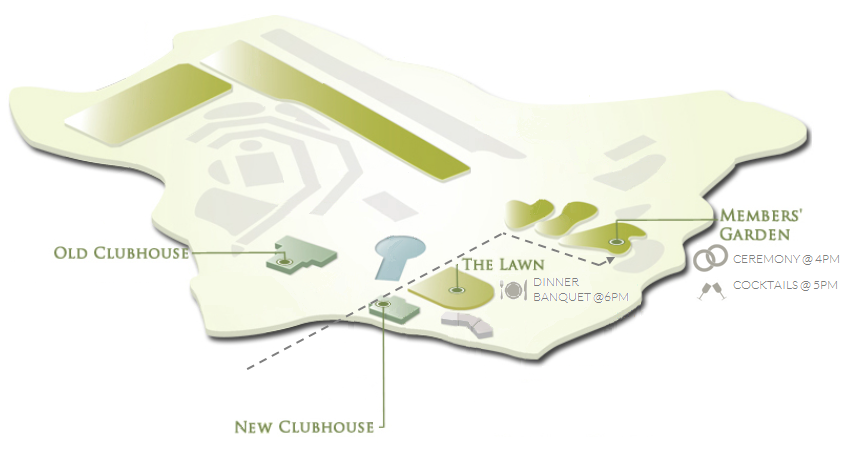 MEMBERS'
GARDEN
CEREMONY @ 4PM
COCKTAILS @ 5PM
OLD CLUBHOUSE
THE LAWN
DINNER
BANQUET @6PM
NEW CLUBHOUSE